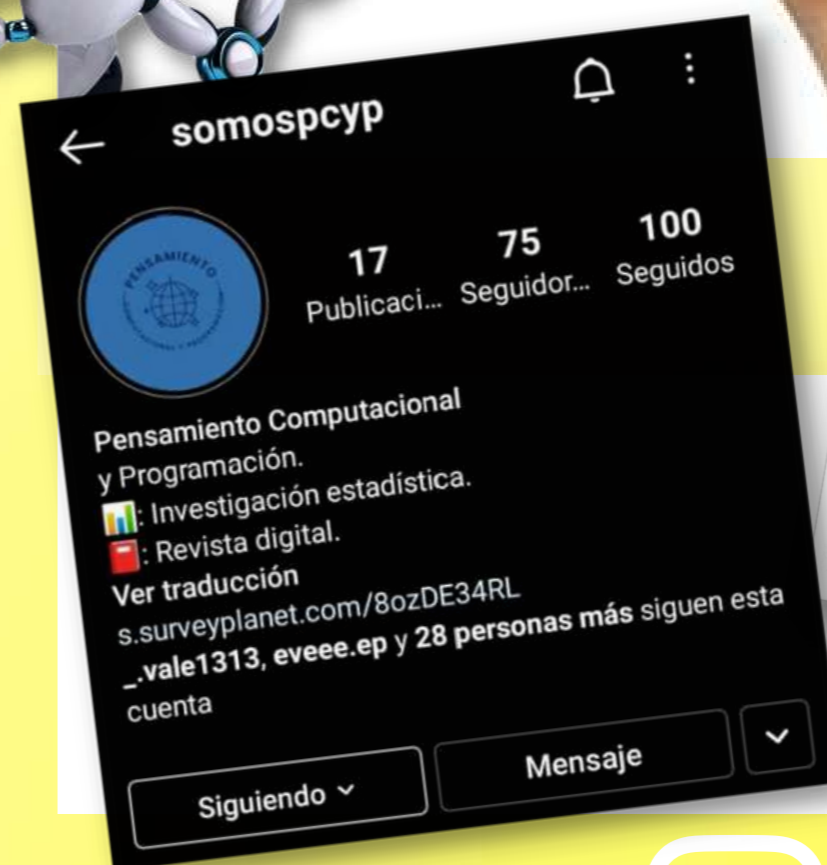 somospcyp
17 75 100
Publicaci... Seguidor... Seguidos
PENSAMIENTO
Pensamiento Computacional
y Programación.
📊: Investigación estadística.
📕: Revista digital.
Ver traducción
s.surveyplanet.com/8ozDE34RL
_.vale1313, eveee.ep y 28 personas más siguen esta
cuenta
Siguiendo
Mensaje